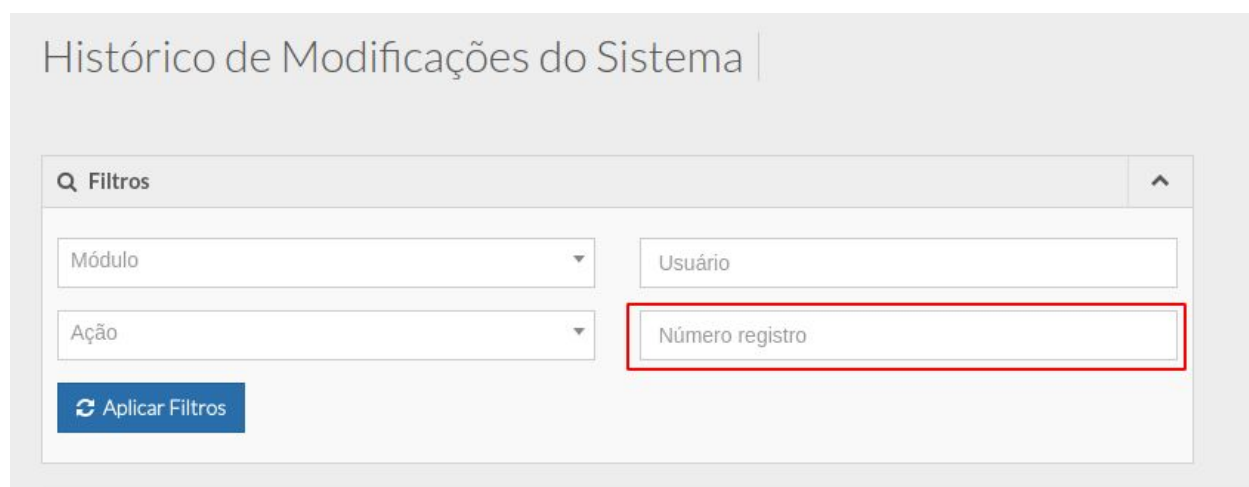 Histórico de Modificações do Sistema
Filtros
Módulo
Usuário
Ação
Número registro
Aplicar Filtros